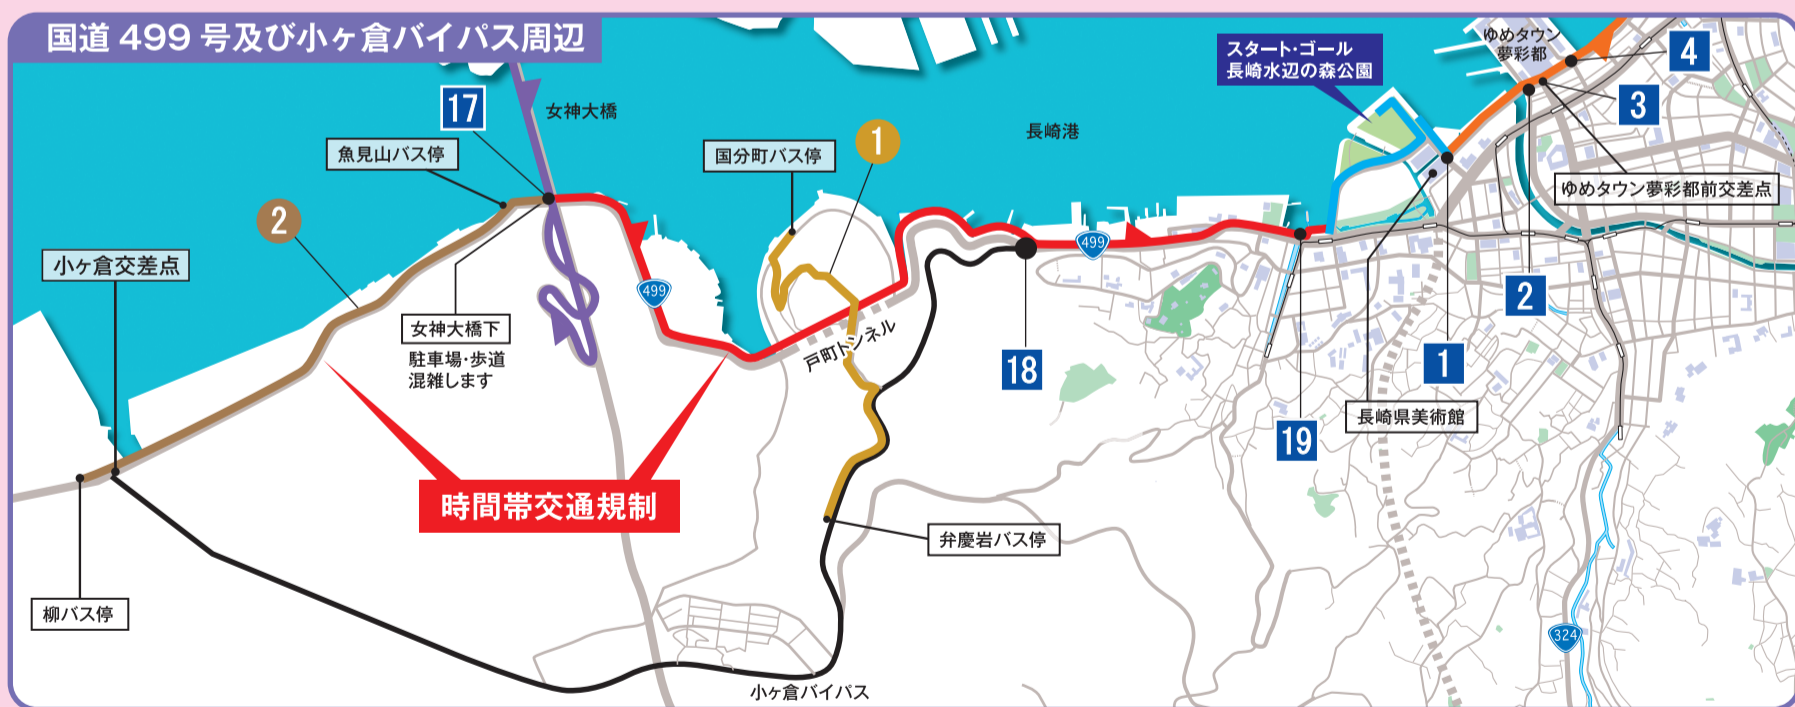 国道 499 号及び小ヶ倉バイパス周辺
スタート・ゴール
長崎水辺の森公園
ゆめタウン
夢彩都
4
3
17
女神大橋
長崎港
魚見山バス停
国分町バス停
1
ゆめタウン夢彩都前交差点
2
小ヶ倉交差点
499
499
女神大橋下
駐車場・歩道
混雑します
戸町トンネル
18
2
1
長崎県美術館
19
時間帯交通規制
弁慶岩バス停
柳バス停
324
小ヶ倉バイパス